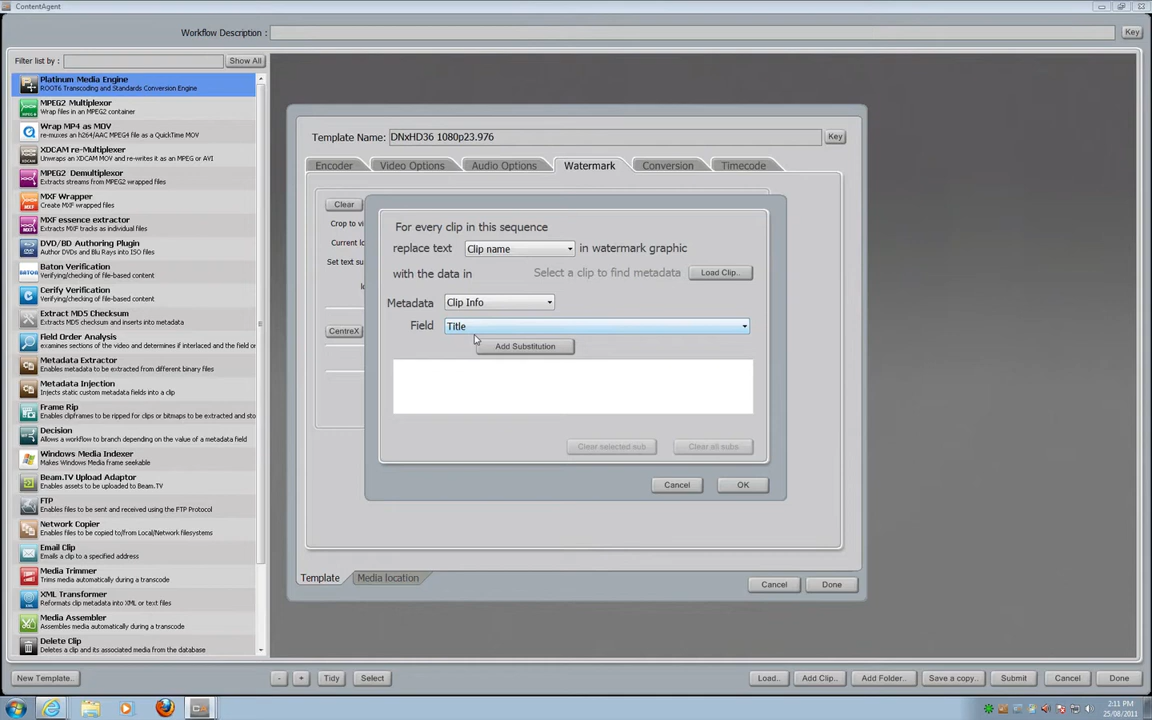 ContentAgent
Workflow Description :
Key
Filter list by :
Show All
Platinum Media Engine
ROOT6 Transcoding and Standards Conversion Engine
MPEG2 Multiplexor
Wrap files in an MPEG2 container
Wrap MP4 as MOV
re-muxes an h264/AAC MPEG4 file as a QuickTime MOV
XDCAM re-Multiplexor
Unwraps an XDCAM MOV and re-writes it as an MPEG or AVI
MPEG2 Demultiplexor
Extracts streams from MPEG2 wrapped files
MXF Wrapper
Create MXF wrapped files
MXF essence extractor
Extracts MXF tracks as individual files
DVD/BD Authoring Plugin
Author DVDs and Blu Rays into ISO files
Baton Verification
Verifying/checking of file-based content
Cerify Verification
Verifying/checking of file-based content
Extract MD5 Checksum
Extracts MD5 checksum and inserts into metadata
Field Order Analysis
examines sections of the video and determines if interlaced and the field or
Metadata Extractor
Enables metadata to be extracted from different binary files
Metadata Injection
Injects static custom metadata fields into a clip
Frame Rip
Enables clipframes to be ripped for clips or bitmaps to be extracted and sto
Decision
Allows a workflow to branch depending on the value of a metadata field
Windows Media Indexer
Makes Windows Media frame seekable
Beam.TV Upload Adaptor
Enables assets to be uploaded to Beam.TV
FTP
Enables files to be sent and received using the FTP Protocol
Network Copier
Enables files to be copied to/from Local/Network filesystems
Email Clip
Emails a clip to a specified address
Media Trimmer
Trims media automatically during a transcode
XML Transformer
Reformats clip metadata into XML or text files
Media Assembler
Assembles media automatically during a transcode
Delete Clip
Deletes a clip and its associated media from the database
Template Name: DNxHD36 1080p23.976
Key
Encoder Video Options Audio Options Watermark Conversion Timecode
Clear
Crop to vi
Current lo
Set text su
lo
CentreX
For every clip in this sequence
replace text Clip name in watermark graphic
with the data in Select a clip to find metadata Load Clip..
Metadata Clip Info
Field Title
Add Substitution
Clear selected sub Clear all subs
Cancel OK
Template Media location
Cancel Done
New Template..
- + Tidy Select
Load.. Add Clip.. Add Folder.. Save a copy.. Submit Cancel Done
2:11 PM
25/08/2011